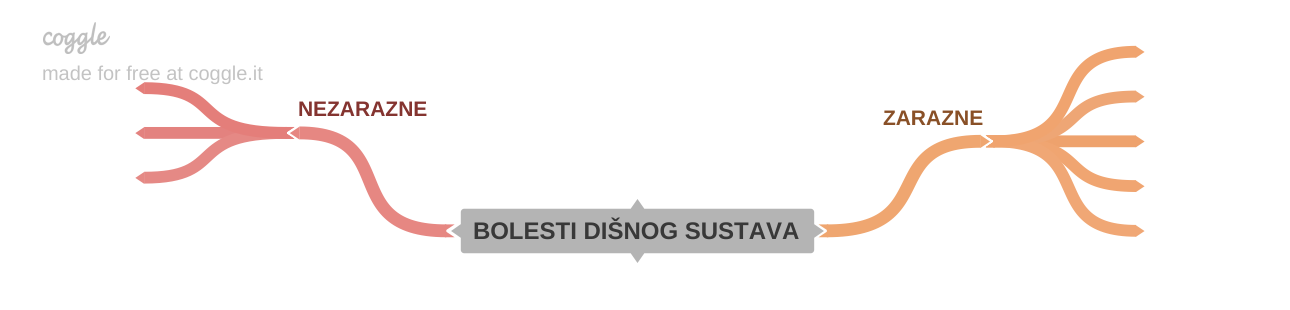 coggle
made for free at coggle.it
NEZARAZNE
ZARAZNE
BOLESTI DIŠNOG SUSTAVA